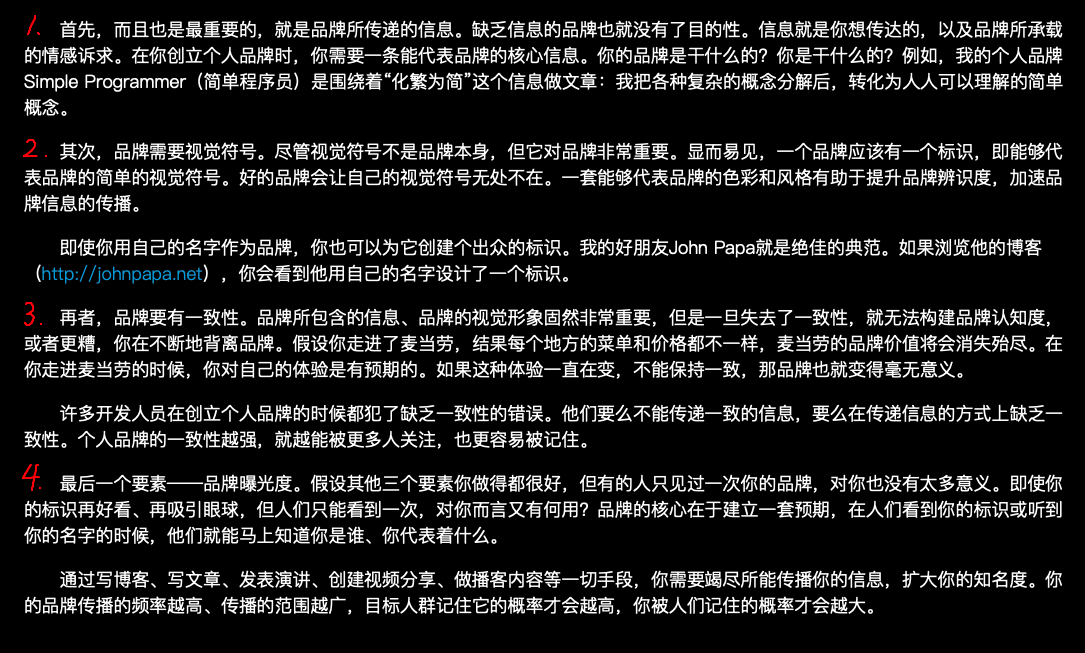 1. 首先，而且也是最重要的，就是品牌所传递的信息。缺乏信息的品牌也就没有了目的性。信息就是你想传达的，以及品牌所承载
的情感诉求。在你创立个人品牌时，你需要一条能代表品牌的核心信息。你的品牌是干什么的？你是干什么的？例如，我的个人品牌
Simple Programmer（简单程序员）是围绕着“化繁为简”这个信息做文章：我把各种复杂的概念分解后，转化为人人可以理解的简单
概念。
2. 其次，品牌需要视觉符号。尽管视觉符号不是品牌本身，但它对品牌非常重要。显而易见，一个品牌应该有一个标识，即能够代
表品牌的简单的视觉符号。好的品牌会让自己的视觉符号无处不在。一套能够代表品牌的色彩和风格有助于提升品牌辨识度，加速品
牌信息的传播。
即使你用自己的名字作为品牌，你也可以为它创建个出众的标识。我的好朋友John Papa就是绝佳的典范。如果浏览他的博客
（http://johnpapa.net），你会看到他用自己的名字设计了一个标识。
3. 再者，品牌要有一致性。品牌所包含的信息、品牌的视觉形象固然非常重要，但是一旦失去了一致性，就无法构建品牌认知度，
或者更糟，你在不断地背离品牌。假设你走进了麦当劳，结果每个地方的菜单和价格都不一样，麦当劳的品牌价值将会消失殆尽。在
你走进麦当劳的时候，你对自己的体验是有预期的。如果这种体验一直在变，不能保持一致，那品牌也就变得毫无意义。
许多开发人员在创立个人品牌的时候都犯了缺乏一致性的错误。他们要么不能传递一致的信息，要么在传递信息的方式上缺乏一
致性。个人品牌的一致性越强，就越能被更多人关注，也更容易被记住。
4. 最后一个要素——品牌曝光度。假设其他三个要素你做得都很好，但有的人只见过一次你的品牌，对你也没有太多意义。即使你
的标识再好看、再吸引眼球，但人们只能看到一次，对你而言又有何用？品牌的核心在于建立一套预期，在人们看到你的标识或听到
你的名字的时候，他们就能马上知道你是谁、你代表着什么。
通过写博客、写文章、发表演讲、创建视频分享、做播客内容等一切手段，你需要竭尽所能传播你的信息，扩大你的知名度。你
的品牌传播的频率越高、传播的范围越广，目标人群记住它的概率才会越高，你被人们记住的概率才会越大。